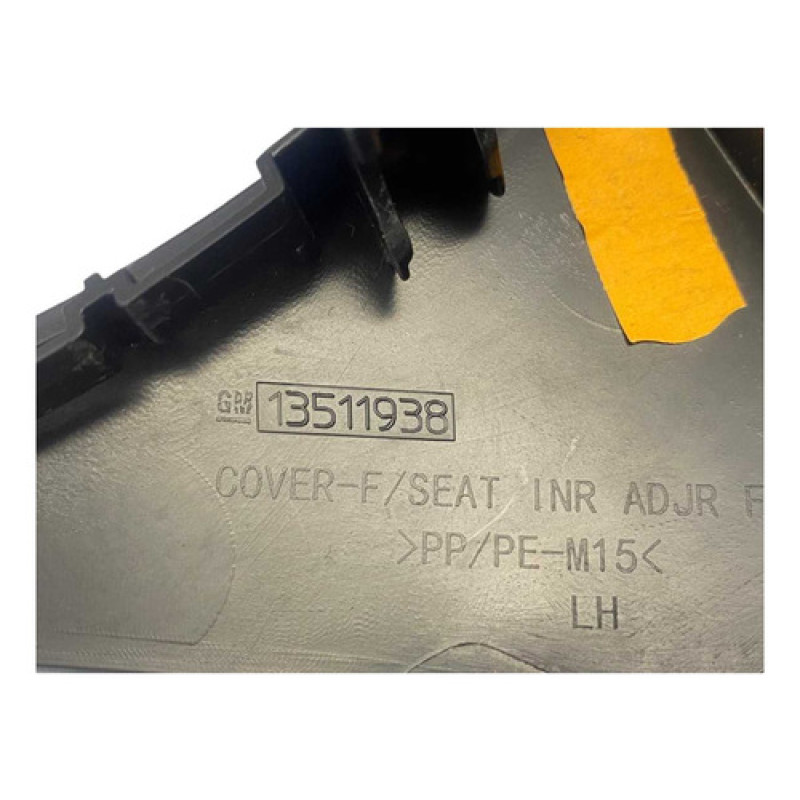 GM 13511938
COVER-F/SEAT INR ADJR F
>PP/PE-M15<
LH